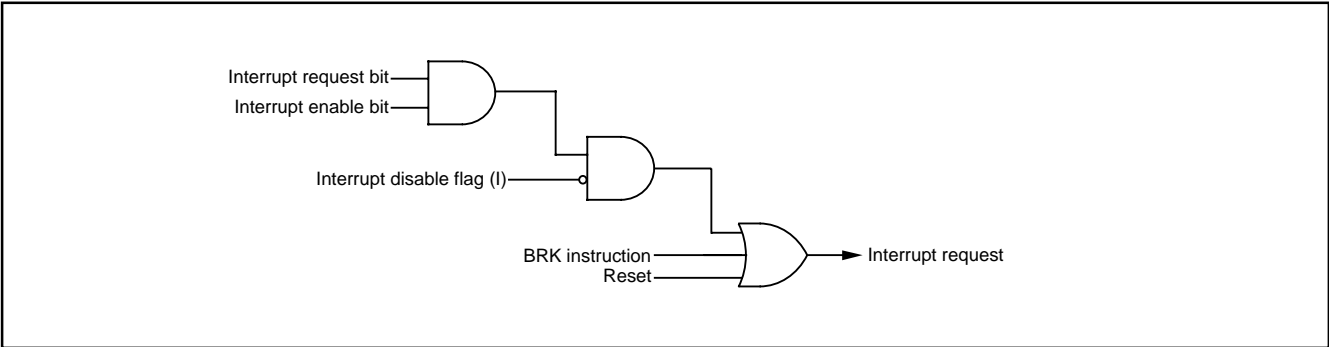 Interrupt request bit
Interrupt enable bit
Interrupt disable flag (I)
BRK instruction
Reset
Interrupt request